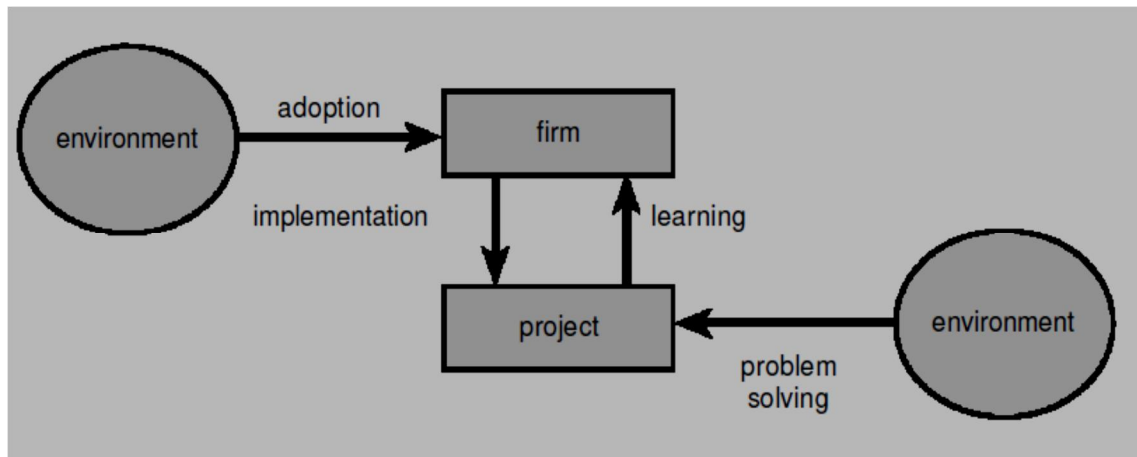 adoption
environment
firm
implementation
learning
project
environment
problem
solving